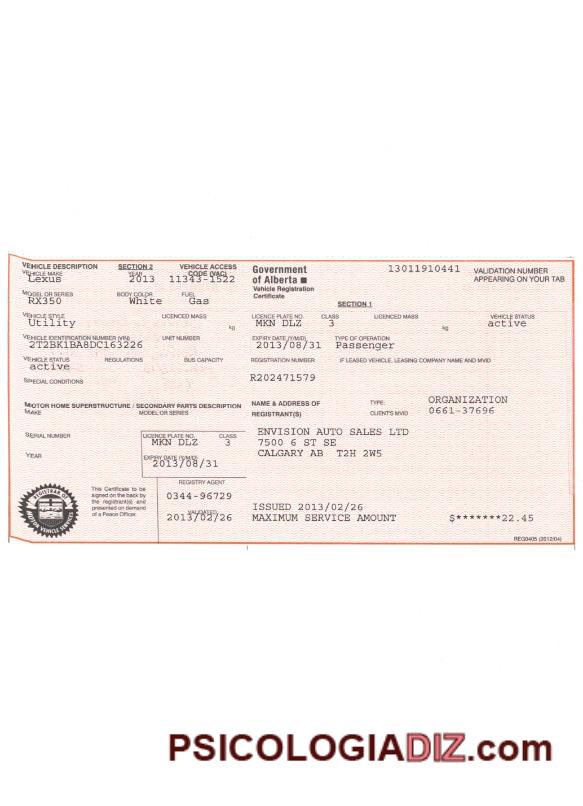 VEHICLE DESCRIPTION SECTION 2 VEHICLE ACCESS CODE (VAC)
VEHICLE MAKE YEAR
Lexus 2013 11343-1522
MODEL OR SERIES BODY COLOR FUEL
RX350 White Gas
VEHICLE STYLE LICENCED MASS
Utility kg
VEHICLE IDENTIFICATION NUMBER (VIN) UNIT NUMBER
2T2BK1BA8DC163226
VEHICLE STATUS REGULATIONS BUS CAPACITY
active
SPECIAL CONDITIONS
MOTOR HOME SUPERSTRUCTURE / SECONDARY PARTS DESCRIPTION
MAKE MODEL OR SERIES
SERIAL NUMBER
YEAR
LICENCE PLATE NO. CLASS
MKN DLZ 3
EXPIRY DATE (Y/M/D)
2013/08/31
REGISTRAR OF MOTOR VEHICLE SERVICES
This Certificate to be
signed on the back by
the registrant(s) and
presented on demand
of a Peace Officer.
REGISTRY AGENT
0344-96729
VALIDATED
2013/02/26
Government
of Alberta
Vehicle Registration
Certificate
13011910441
VALIDATION NUMBER
APPEARING ON YOUR TAB
SECTION 1
LICENCE PLATE NO. CLASS LICENCED MASS VEHICLE STATUS
MKN DLZ 3 kg active
EXPIRY DATE (Y/M/D) TYPE OF OPERATION
2013/08/31 Passenger
REGISTRATION NUMBER IF LEASED VEHICLE, LEASING COMPANY NAME AND MVID
R202471579
NAME & ADDRESS OF REGISTRANT(S)
TYPE: ORGANIZATION
CLIENT'S MVID 0661-37696
ENVISION AUTO SALES LTD
7500 6 ST SE
CALGARY AB T2H 2W5
ISSUED 2013/02/26
MAXIMUM SERVICE AMOUNT $*******22.45
REG0405 (2012/04)
PSICOLOGIADIZ.com